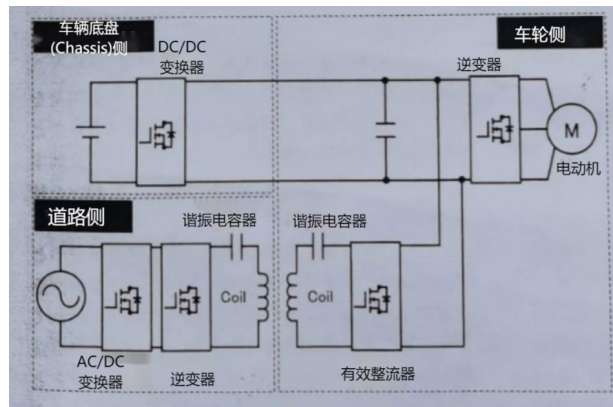 车辆底盘
(Chassis)侧
DC/DC
变换器
逆变器
车轮侧
M
电动机
道路侧
谐振电容器
谐振电容器
Coil
Coil
AC/DC
变换器
逆变器
有效整流器